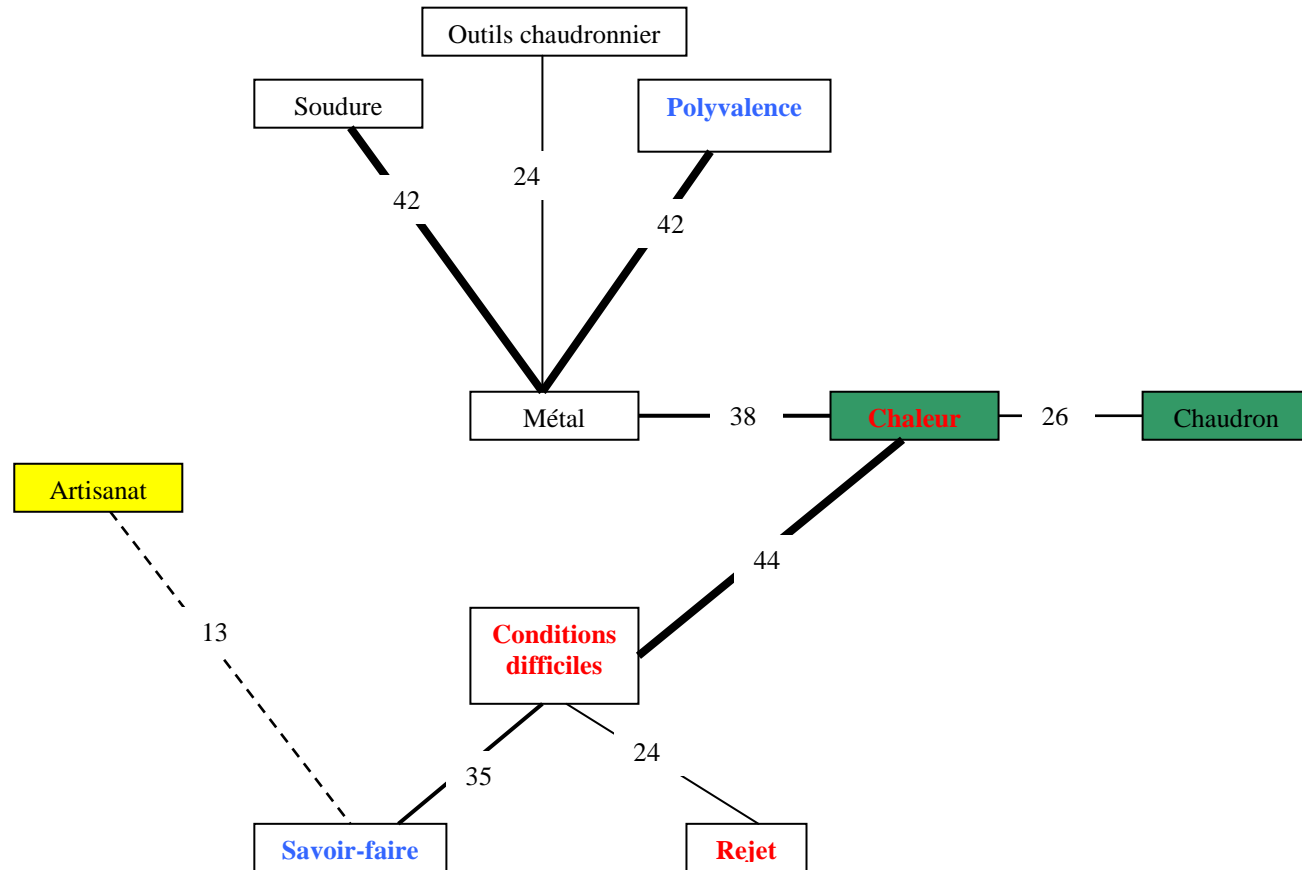 Outils chaudronnier
Soudure
Polyvalence
42
24
42
Métal
38
Chaleur
26
Chaudron
Artisanat
44
13
Conditions
difficiles
35
24
Savoir-faire
Rejet